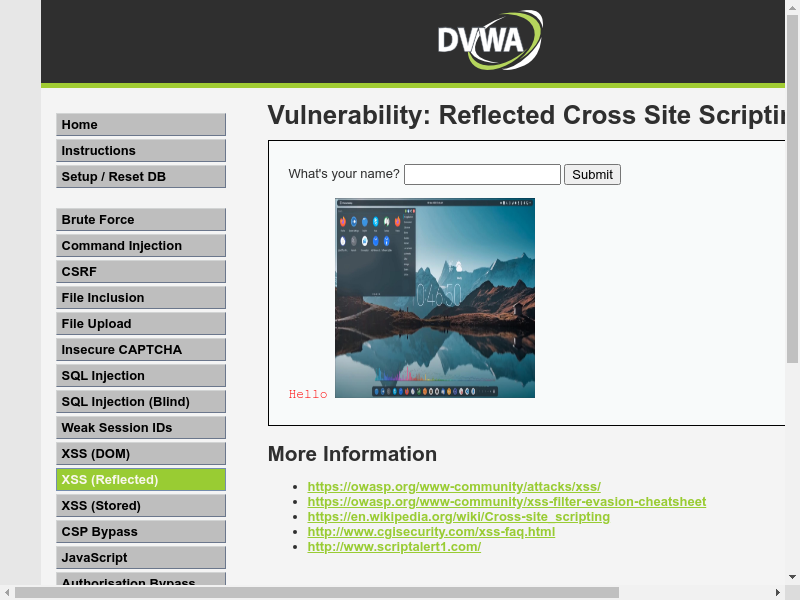 DVWA
Home
Instructions
Setup / Reset DB
Brute Force
Command Injection
CSRF
File Inclusion
File Upload
Insecure CAPTCHA
SQL Injection
SQL Injection (Blind)
Weak Session IDs
XSS (DOM)
XSS (Reflected)
XSS (Stored)
CSP Bypass
JavaScript
Authorisation Bypass
Vulnerability: Reflected Cross Site Scriptin
What's your name? Submit
10:46:50
Hello
More Information
https://owasp.org/www-community/attacks/xss/
https://owasp.org/www-community/xss-filter-evasion-cheatsheet
https://en.wikipedia.org/wiki/Cross-site_scripting
http://www.cgisecurity.com/xss-faq.html
http://www.scriptalert1.com/